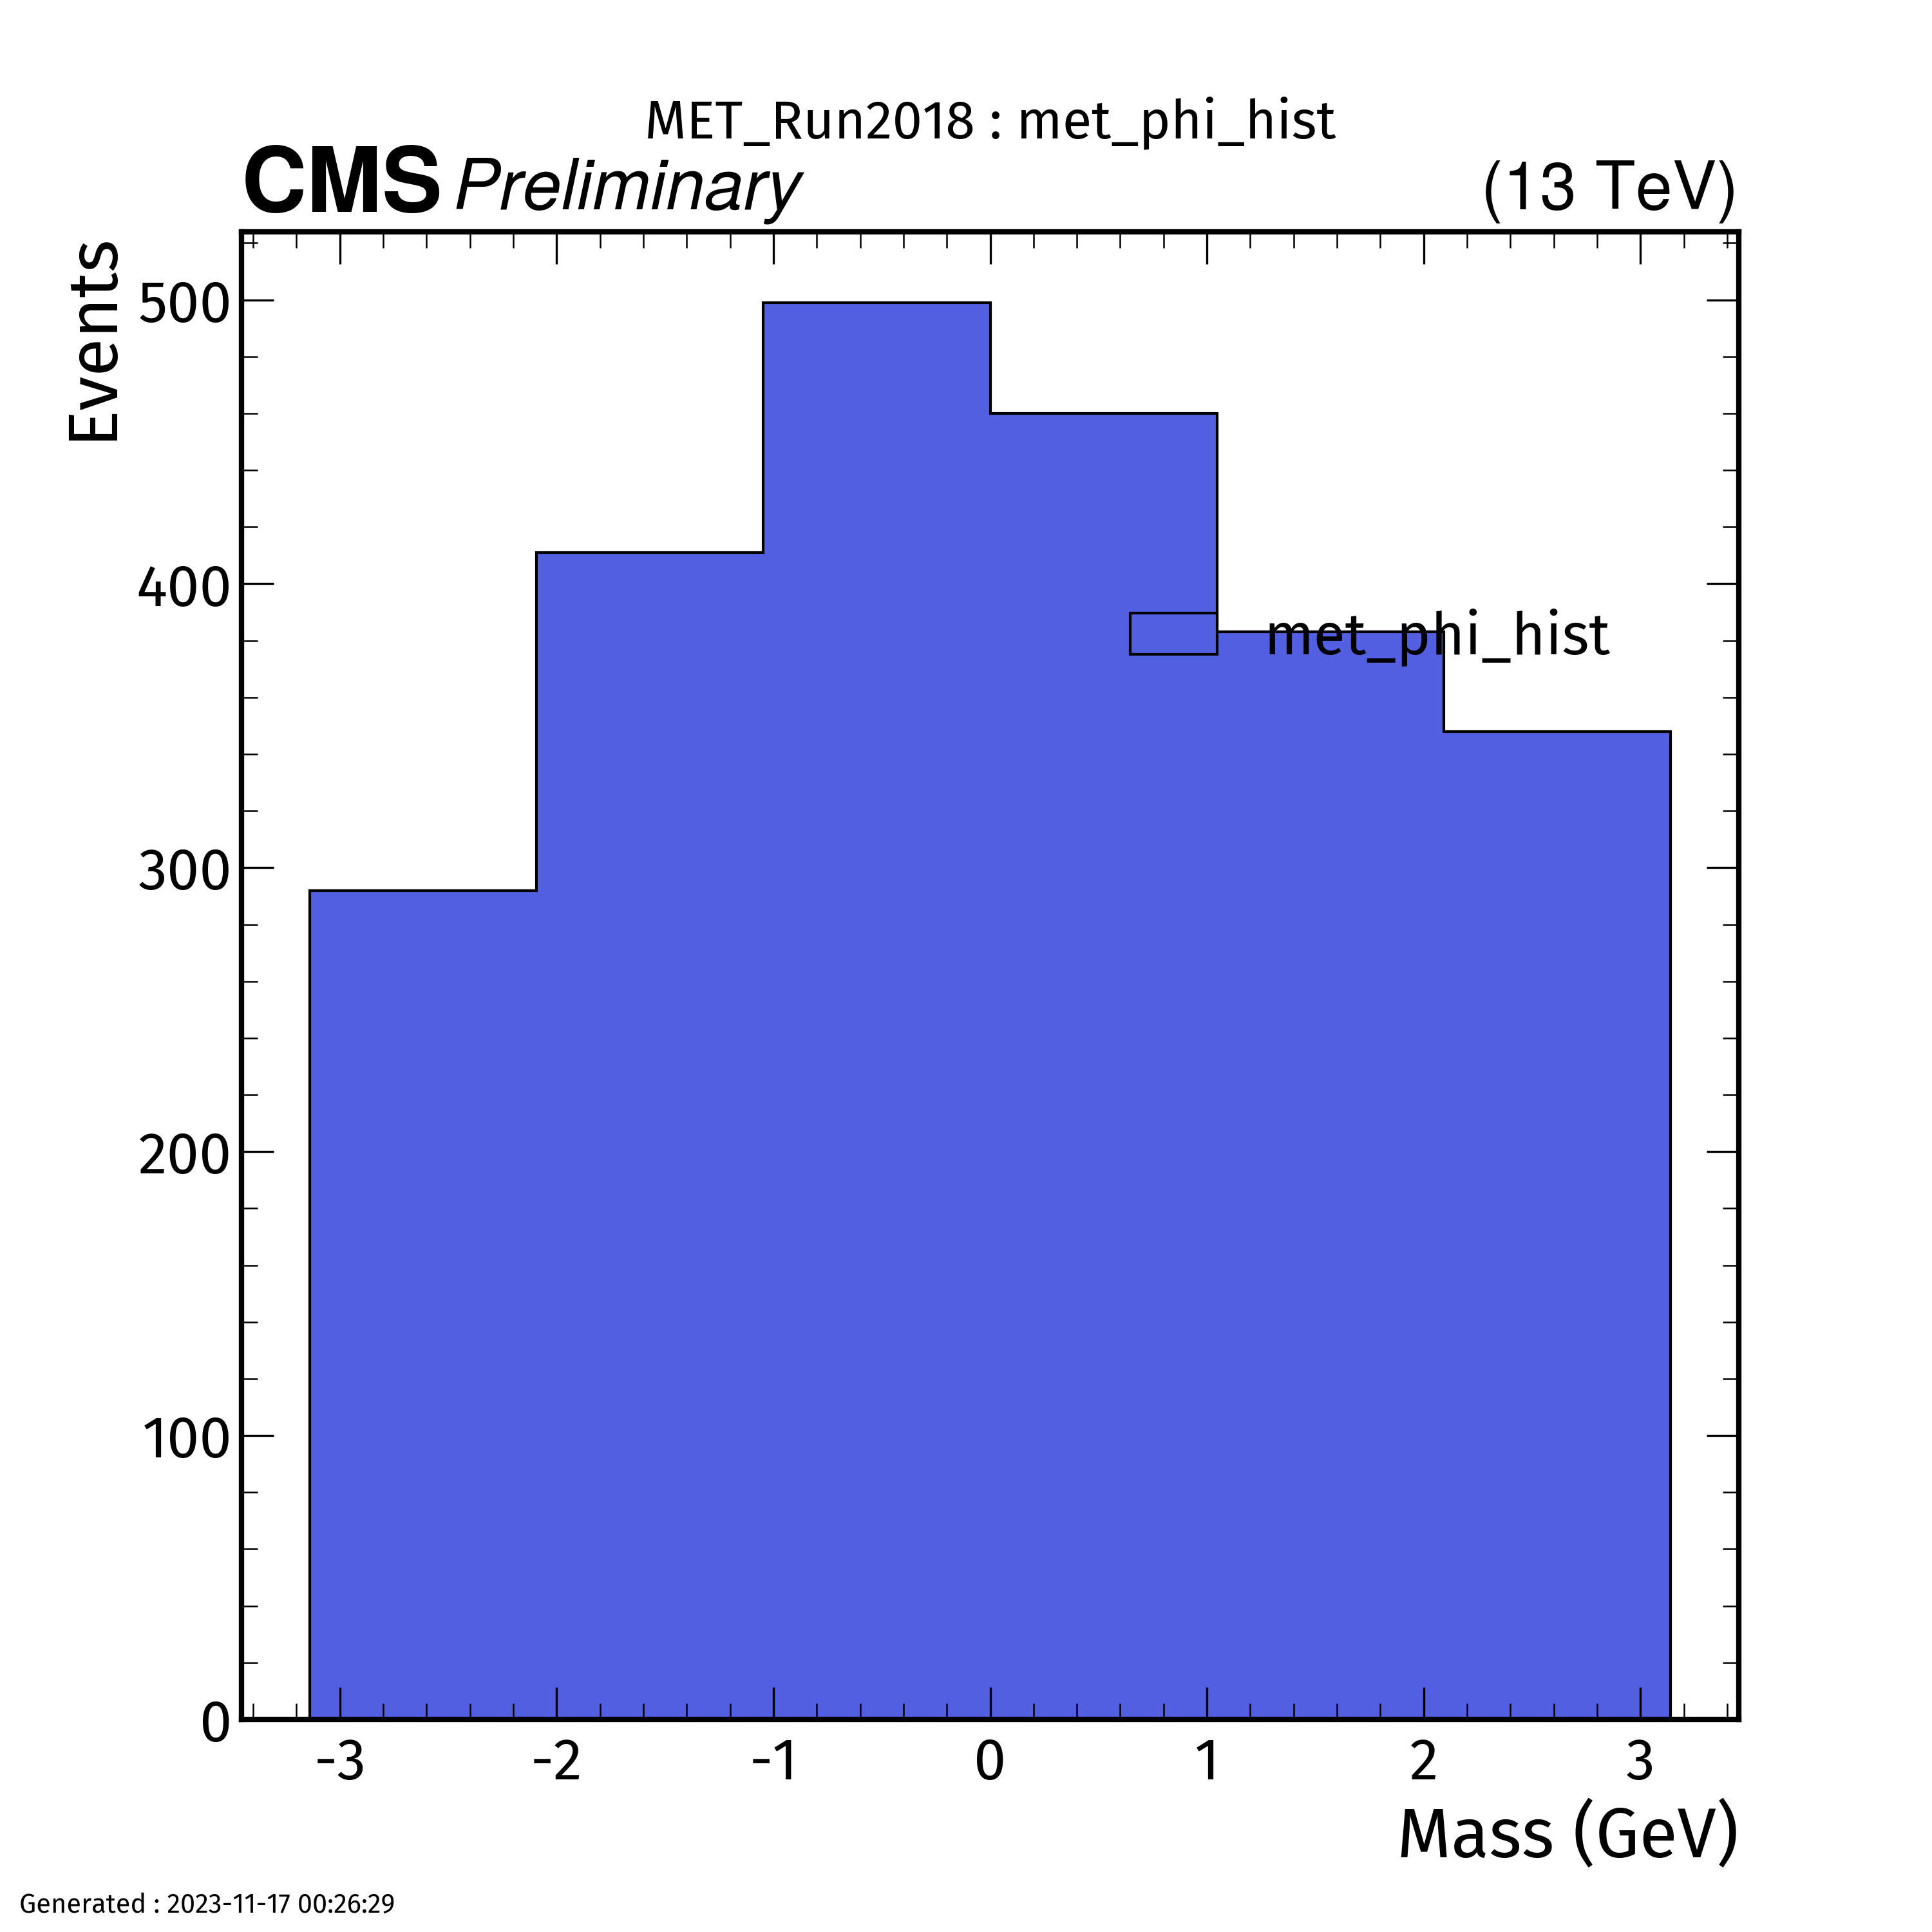 MET_Run2018 : met_phi_hist
CMS Preliminary
(13 TeV)
Events
500
400
300
200
100
0
met_phi_hist
-3 -2 -1 0 1 2 3
Mass (GeV)
Generated : 2023-11-17 00:26:29